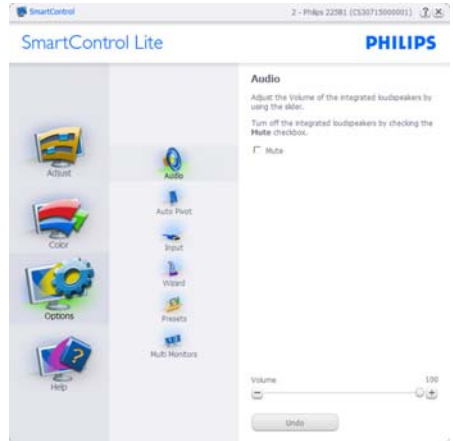 SmartControl
2 - Philips 225B1 (CS30715000001)
SmartControl Lite
PHILIPS
Adjust
Color
Options
Help
Audio
Auto Pivot
Input
Wizard
Presets
Multi Monitors
Audio
Adjust the Volume of the integrated loudspeakers by
using the slider.
Turn off the integrated loudspeakers by checking the
Mute checkbox.
Mute
Volume
100
Undo